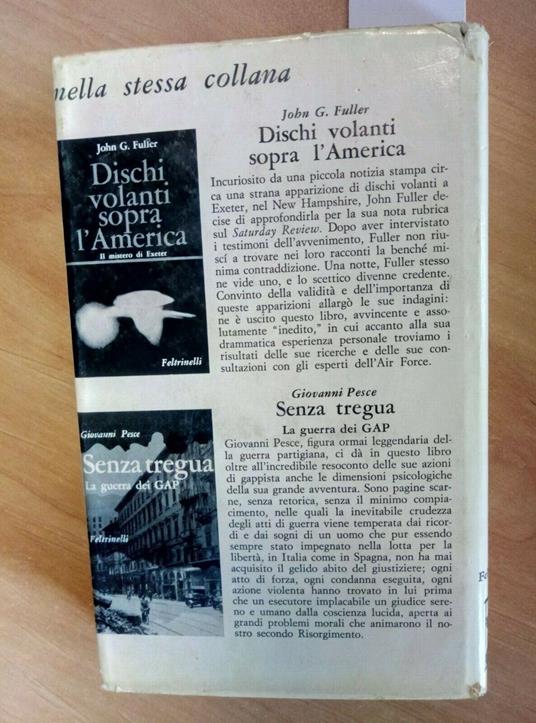 nella stessa collana
John G. Fuller
Dischi volanti
sopra l'America
Il mistero di Exeter
Feltrinelli
John G. Fuller
Dischi volanti
sopra l'America
Incuriosito da una piccola notizia stampa cir-
ca una strana apparizione di dischi volanti a
Exeter, nel New Hampshire, John Fuller de-
cise di approfondirla per la sua nota rubrica
sul Saturday Review. Dopo aver intervistato
i testimoni dell'avvenimento, Fuller non riu-
scí a trovare nei loro racconti la benché mi-
nima contraddizione. Una notte, Fuller stesso
ne vide uno, e lo scettico divenne credente.
Convinto della validità e dell'importanza di
queste apparizioni allargò le sue indagini:
ne è uscito questo libro, avvincente e asso-
lutamente "inedito," in cui accanto alla sua
drammatica esperienza personale troviamo i
risultati delle sue ricerche e delle sue con-
sultazioni con gli esperti dell'Air Force.
Giovanni Pesce
Senza tregua
La guerra dei GAP
Feltrinelli
Giovanni Pesce
Senza tregua
La guerra dei GAP
Giovanni Pesce, figura ormai leggendaria del-
la guerra partigiana, ci dà in questo libro
oltre all'incredibile resoconto delle sue azioni
di gappista anche le dimensioni psicologiche
della sua grande avventura. Sono pagine scar-
ne, senza retorica, senza il minimo compia-
cimento, nelle quali la inevitabile crudezza
degli atti di guerra viene temperata dai ricor-
di e dai sogni di un uomo che pur essendo
sempre stato impegnato nella lotta per la
libertà, in Italia come in Spagna, non ha mai
acquisito il gelido abito del giustiziere; ogni
atto di forza, ogni condanna eseguita, ogni
azione violenta hanno trovato in lui prima
che un esecutore implacabile un giudice sere-
no e umano dalla coscienza lucida, aperta ai
grandi problemi morali che animarono il no-
stro secondo Risorgimento.